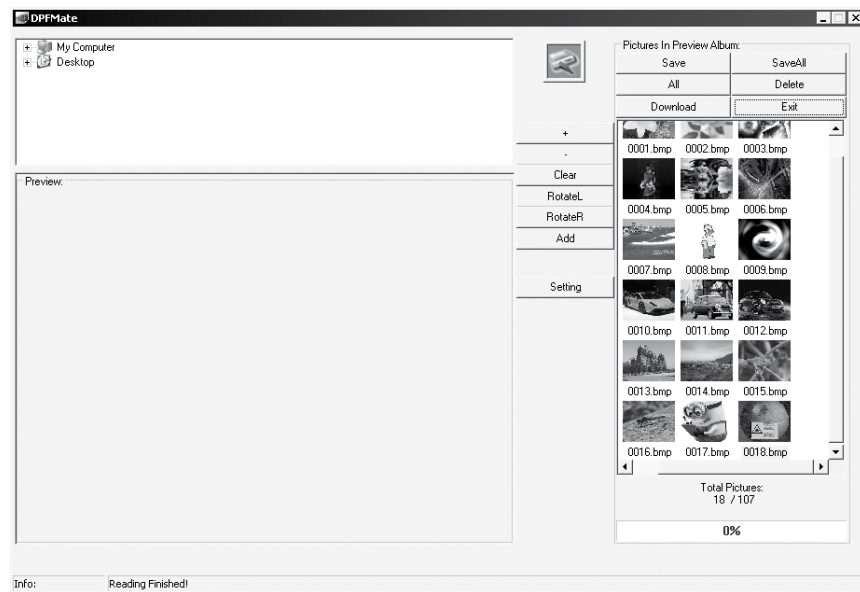 DPFMate
My Computer
Desktop
Preview:
+
-
Clear
RotateL
RotateR
Add
Setting
Pictures In Preview Album:
Save SaveAll
All Delete
Download Exit
0001.bmp 0002.bmp 0003.bmp
0004.bmp 0005.bmp 0006.bmp
0007.bmp 0008.bmp 0009.bmp
0010.bmp 0011.bmp 0012.bmp
0013.bmp 0014.bmp 0015.bmp
0016.bmp 0017.bmp 0018.bmp
Total Pictures:
18 / 107
0%
Info: Reading Finished!